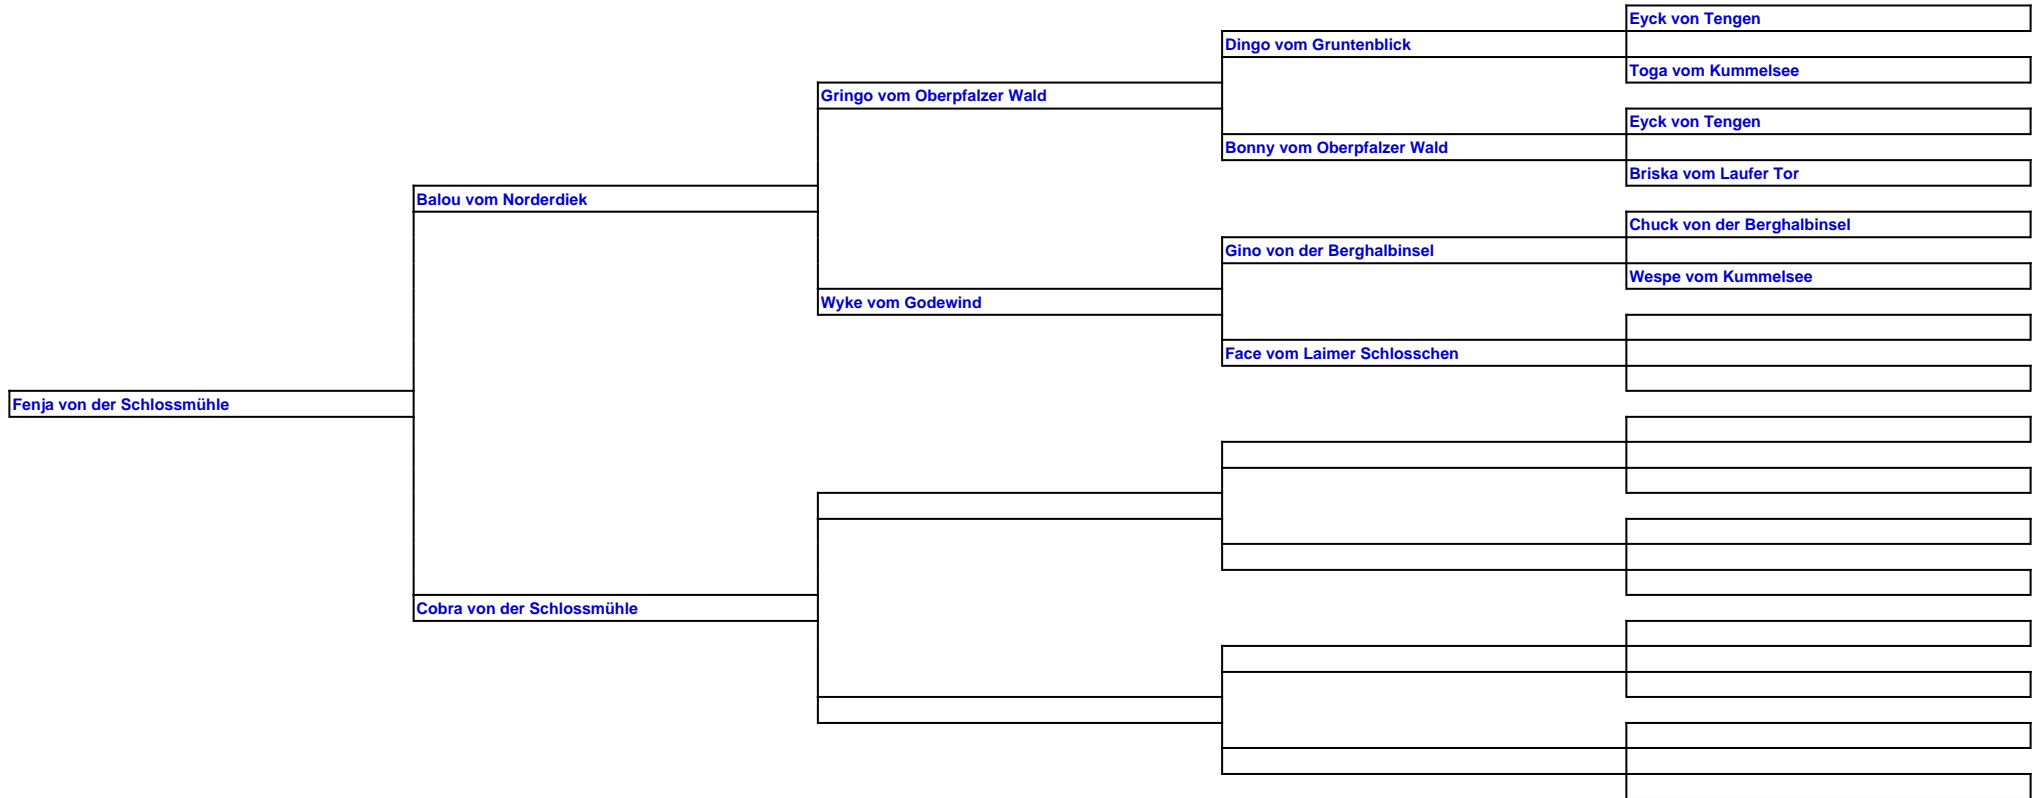 Eyck von Tengen
Dingo vom Gruntenblick
Toga vom Kummelsee
Gringo vom Oberpfalzer Wald
Eyck von Tengen
Bonny vom Oberpfalzer Wald
Briska vom Laufer Tor
Balou vom Norderdiek
Chuck von der Berghalbinsel
Gino von der Berghalbinsel
Wespe vom Kummelsee
Wyke vom Godewind
Face vom Laimer Schlosschen
Fenja von der Schlossmühle
Cobra von der Schlossmühle